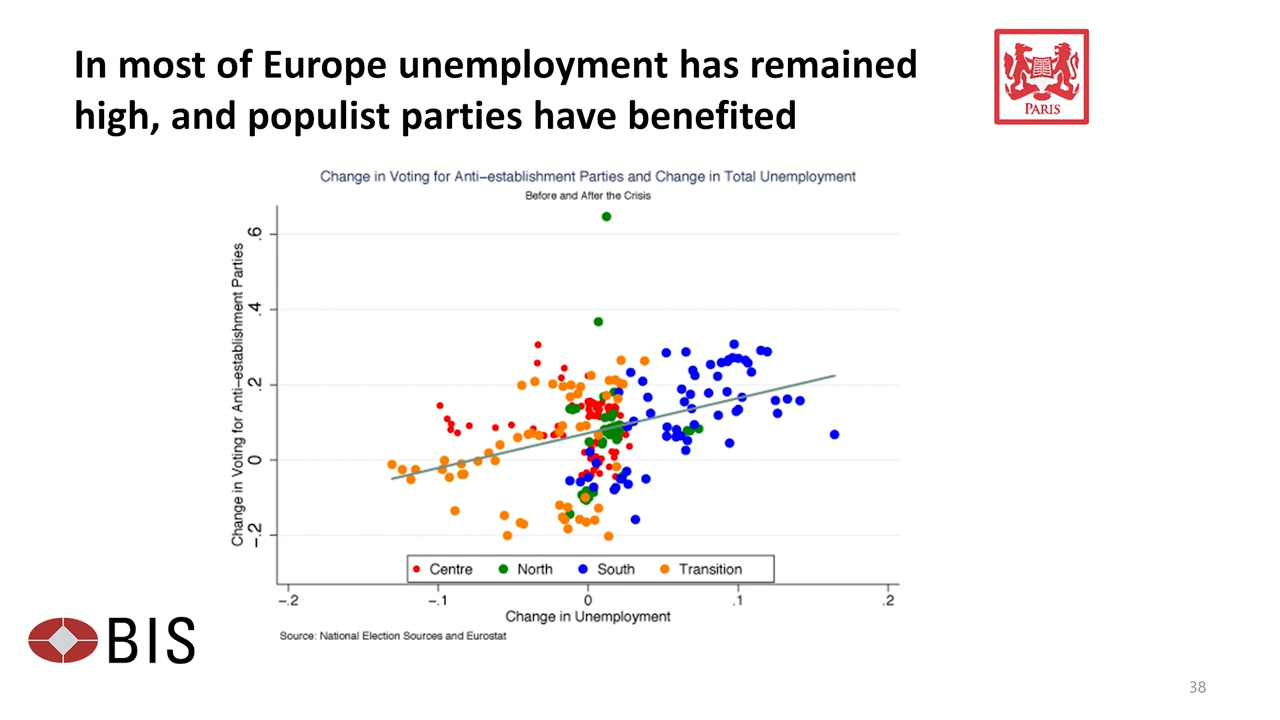 In most of Europe unemployment has remained
high, and populist parties have benefited
PARIS
Change in Voting for Anti−establishment Parties and Change in Total Unemployment
Before and After the Crisis
Change in Voting for Anti−establishment Parties
.6
.4
.2
0
−.2
Centre North South Transition
−.2 −.1 0 .1 .2
Change in Unemployment
Source: National Election Sources and Eurostat
BIS
38